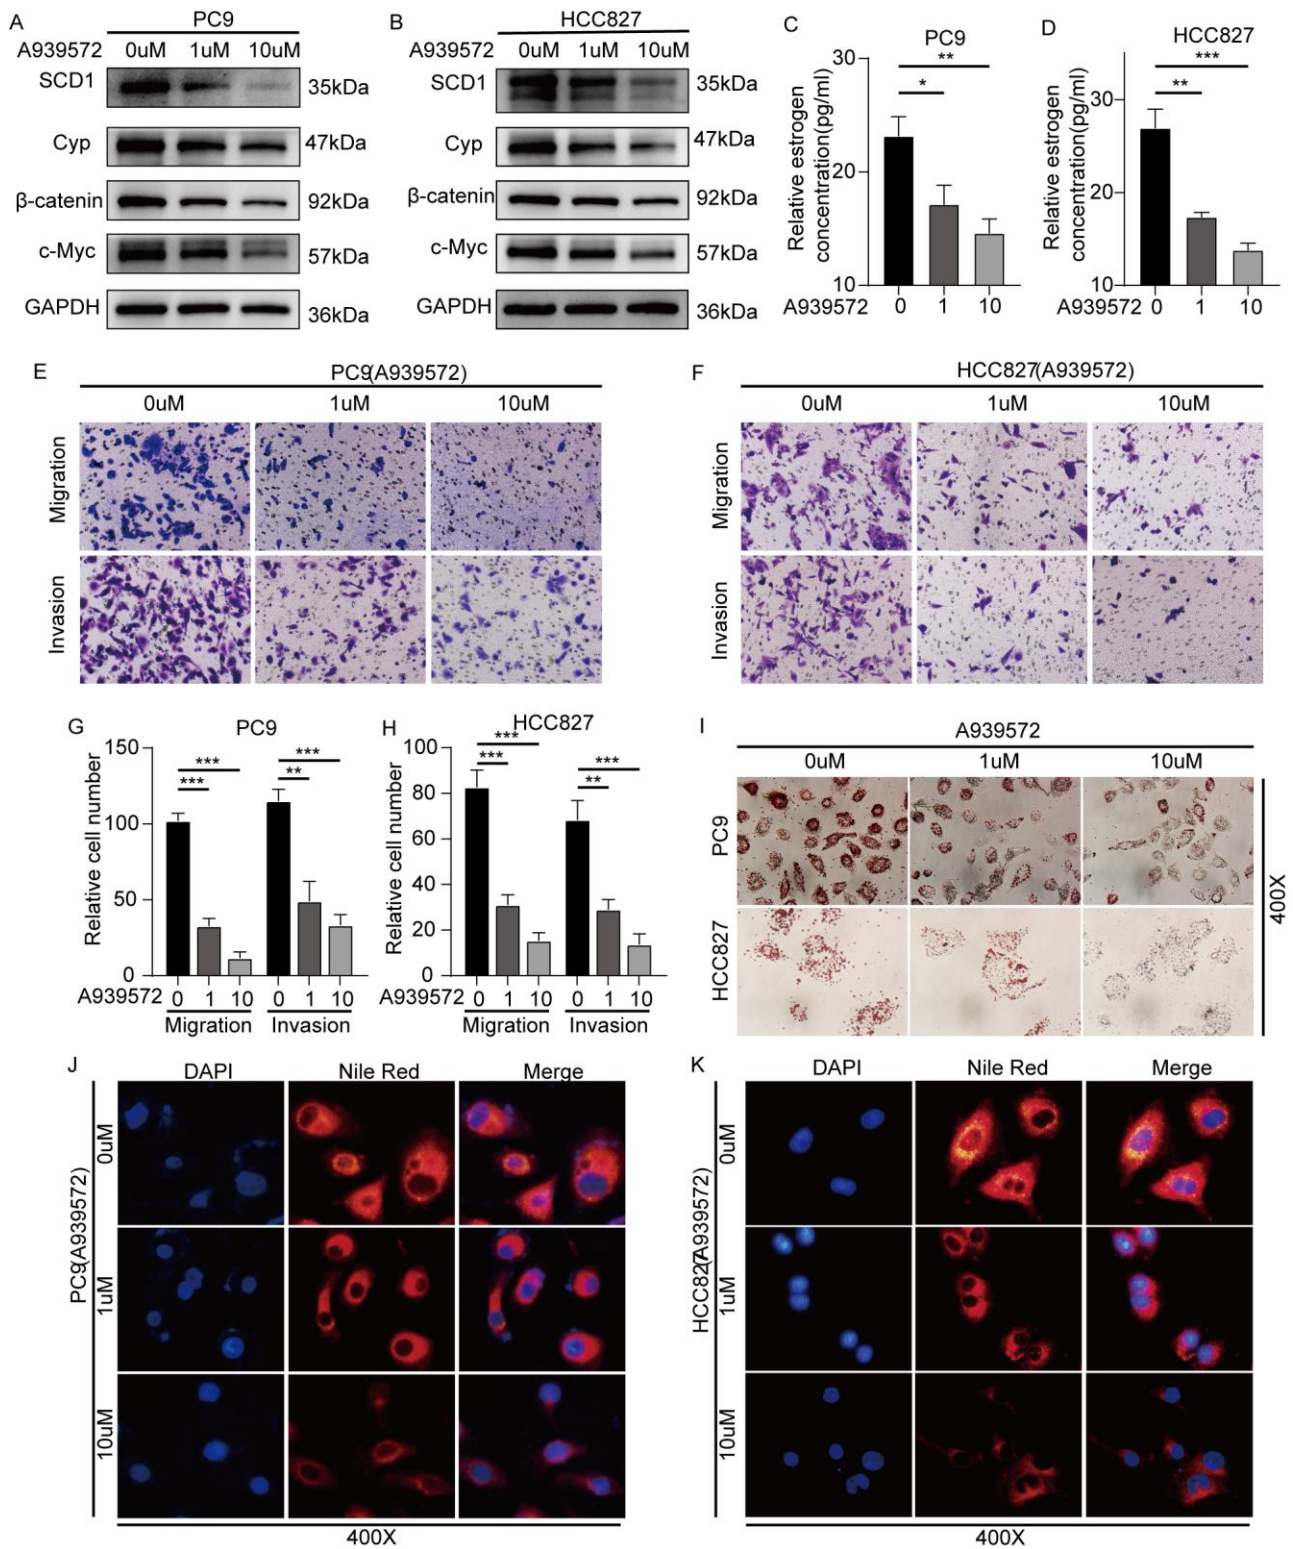 A
PC9
A939572 0uM 1uM 10uM
SCD1 35kDa
Cyp 47kDa
β-catenin 92kDa
c-Myc 57kDa
GAPDH 36kDa
B
HCC827
A939572 0uM 1uM 10uM
SCD1 35kDa
Cyp 47kDa
β-catenin 92kDa
c-Myc 57kDa
GAPDH 36kDa
C
PC9
Relative estrogen
concentration(pg/ml)
30
20
10
** 
*
A939572 0 1 10
D
HCC827
Relative estrogen
concentration(pg/ml)
30
20
10
***
**
A939572 0 1 10
E
PC9(A939572)
0uM 1uM 10uM
Migration
Invasion
F
HCC827(A939572)
0uM 1uM 10uM
Migration
Invasion
G
PC9
Relative cell number
150
100
50
0
*** ***
*** **
A939572 0 1 10 0 1 10
Migration Invasion
H
HCC827
Relative cell number
100
80
60
40
20
0
*** ***
*** **
A939572 0 1 10 0 1 10
Migration Invasion
I
A939572
0uM 1uM 10uM
PC9
HCC827
400X
J
DAPI Nile Red Merge
PC9(A939572)
0uM
1uM
10uM
400X
K
DAPI Nile Red Merge
HCC827(A939572)
0uM
1uM
10uM
400X